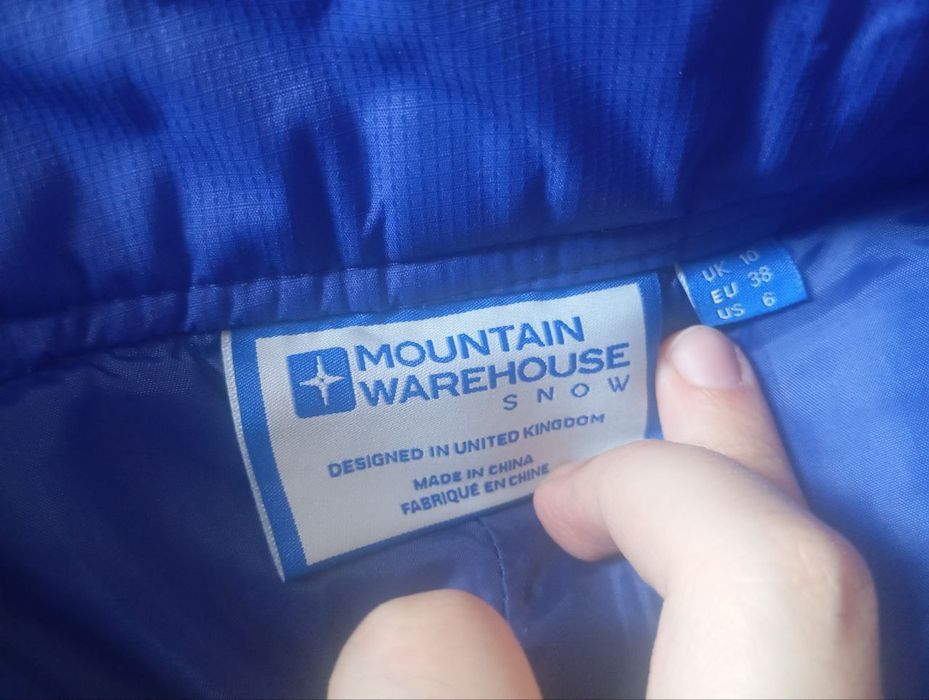 MOUNTAIN
WAREHOUSE
SNOW
DESIGNED IN UNITED KINGDOM
MADE IN CHINA
FABRIQUÉ EN CHINE
UK 10
EU 38
US 6